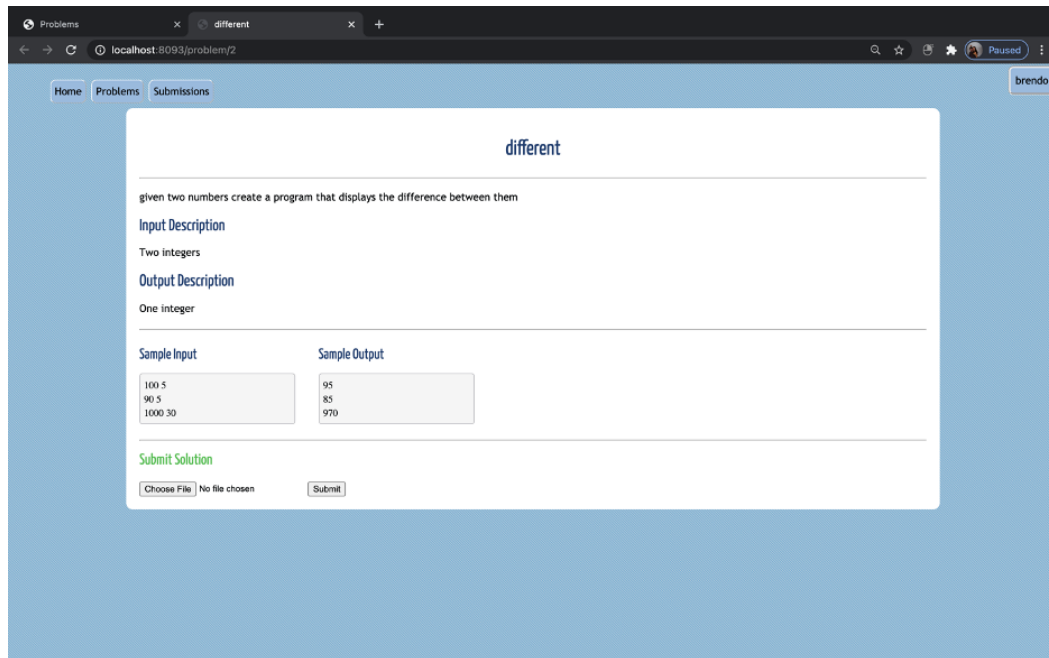 Problems
different
localhost:8093/problem/2
Paused
Home Problems Submissions
brendo
different
given two numbers create a program that displays the difference between them
Input Description
Two integers
Output Description
One integer
Sample Input Sample Output
100 5 95
90 5 85
1000 30 970
Submit Solution
Choose File No file chosen Submit